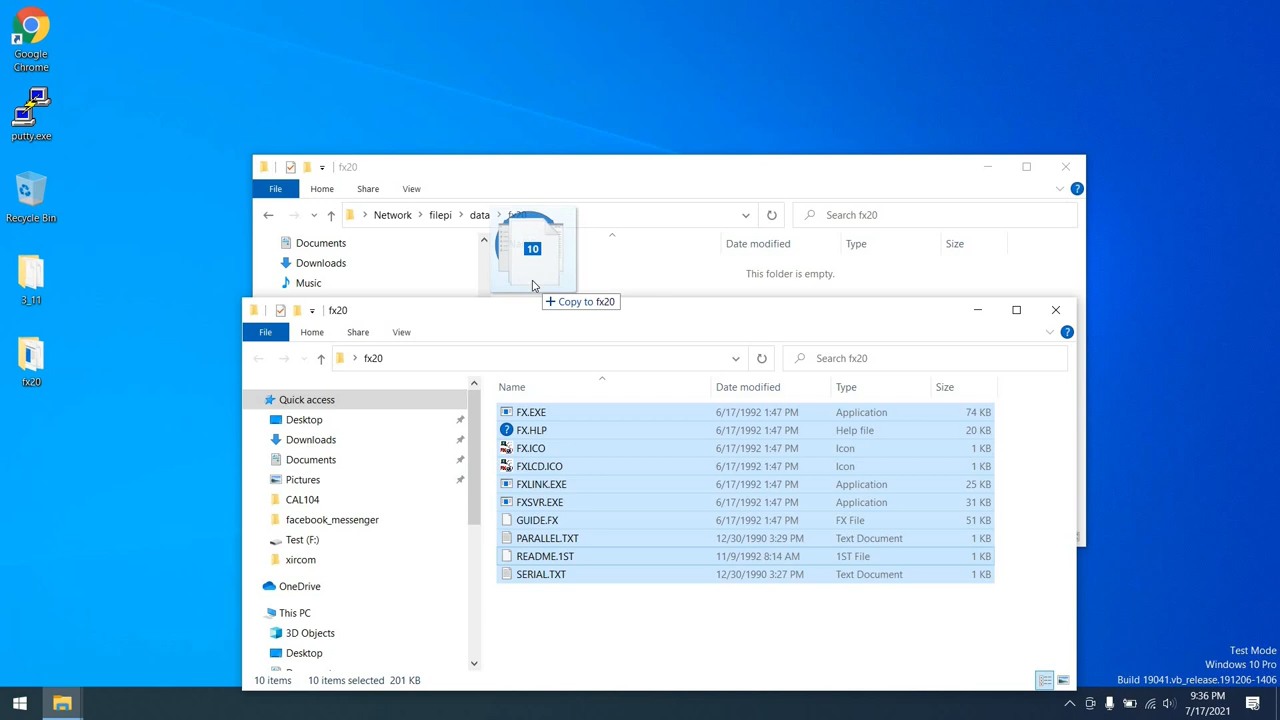 Google
Chrome
putty.exe
Recycle Bin
3_11
fx20
fx20
File Home Share View
Network filepi data fx20 Search fx20
Documents
Downloads
Music
Date modified Type Size
This folder is empty.
10
+ Copy to fx20
fx20
File Home Share View
fx20 Search fx20
Quick access
Desktop
Downloads
Documents
Pictures
CAL104
facebook_messenger
Test (F:)
xircom
OneDrive
This PC
3D Objects
Desktop
Name Date modified Type Size
FX.EXE 6/17/1992 1:47 PM Application 74 KB
FX.HLP 6/17/1992 1:47 PM Help file 20 KB
FX.ICO 6/17/1992 1:47 PM Icon 1 KB
FXLCD.ICO 6/17/1992 1:47 PM Icon 1 KB
FXLINK.EXE 6/17/1992 1:47 PM Application 25 KB
FXSVR.EXE 6/17/1992 1:47 PM Application 31 KB
GUIDE.FX 6/17/1992 1:47 PM FX File 51 KB
PARALLEL.TXT 12/30/1990 3:29 PM Text Document 1 KB
README.1ST 11/9/1992 8:14 AM 1ST File 1 KB
SERIAL.TXT 12/30/1990 3:27 PM Text Document 1 KB
10 items 10 items selected 201 KB
Test Mode
Windows 10 Pro
Build 19041.vb_release.191206-1406
9:36 PM
7/17/2021